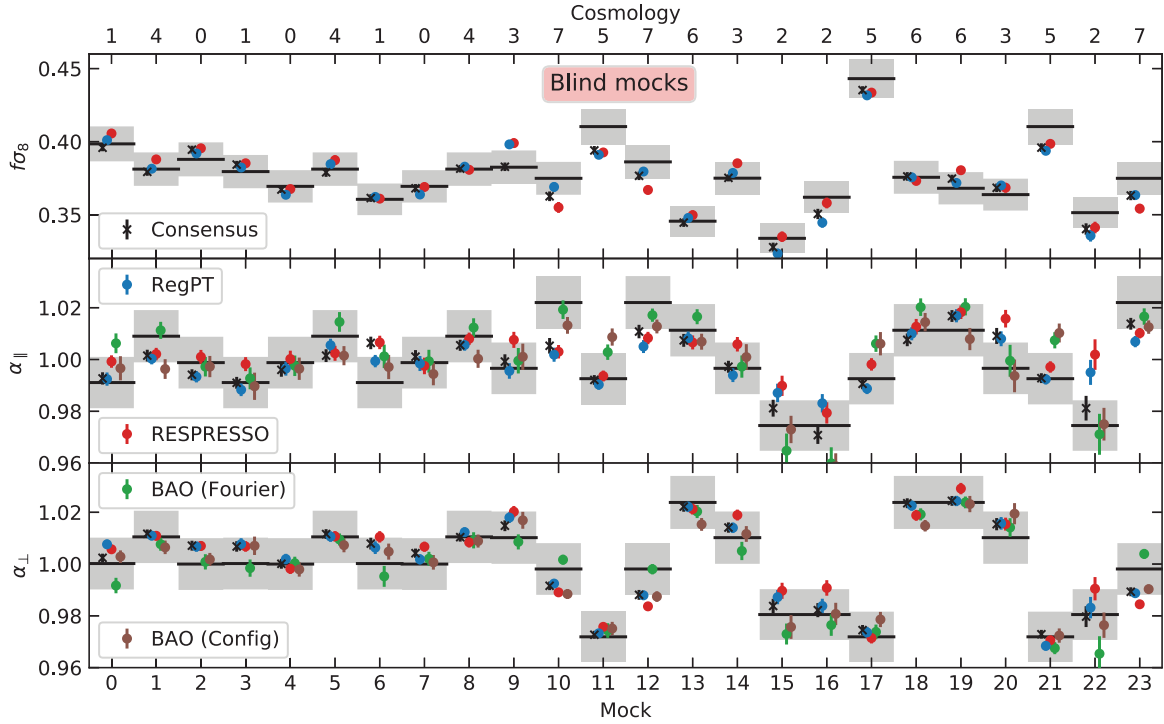 Cosmology
1 4 0 1 0 4 1 0 4 3 7 5 7 6 3 2 2 5 6 6 3 5 2 7
Blind mocks
0.45
0.40
0.35
fσ₈
Consensus
RegPT
1.02
1.00
0.98
0.96
α∥
RESPRESSO
BAO (Fourier)
1.02
1.00
0.98
0.96
α⊥
BAO (Config)
0 1 2 3 4 5 6 7 8 9 10 11 12 13 14 15 16 17 18 19 20 21 22 23
Mock